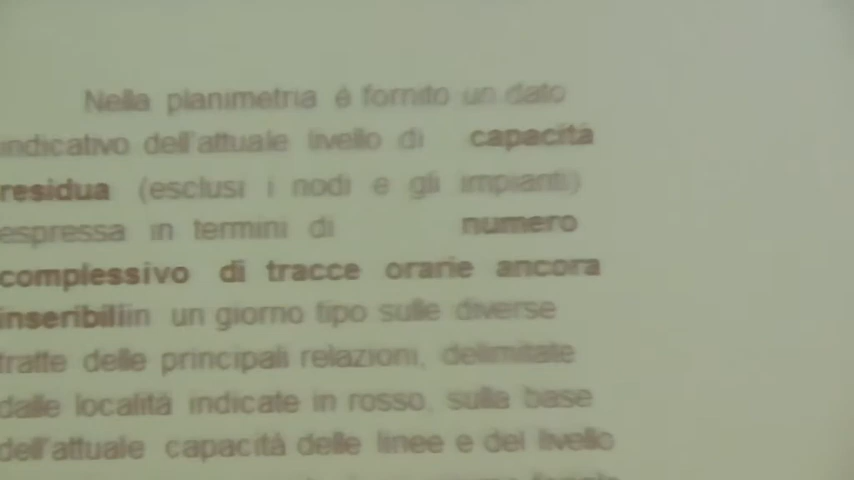 Nella planimetria è fornito un dato
indicativo dell'attuale livello di capacità
residua (esclusi i nodi e gli impianti)
espressa in termini di numero
complessivo di tracce orarie ancora
inseribiliin un giorno tipo sulle diverse
tratte delle principali relazioni, delimitate
dalle località indicate in rosso, sulla base
dell'attuale capacità delle linee e del livello